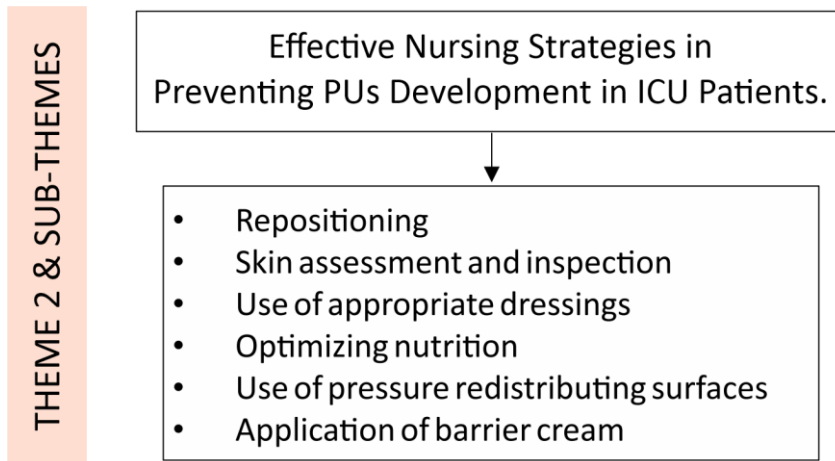 THEME 2 & SUB-THEMES
Effective Nursing Strategies in
Preventing PUs Development in ICU Patients.
• Repositioning
• Skin assessment and inspection
• Use of appropriate dressings
• Optimizing nutrition
• Use of pressure redistributing surfaces
• Application of barrier cream